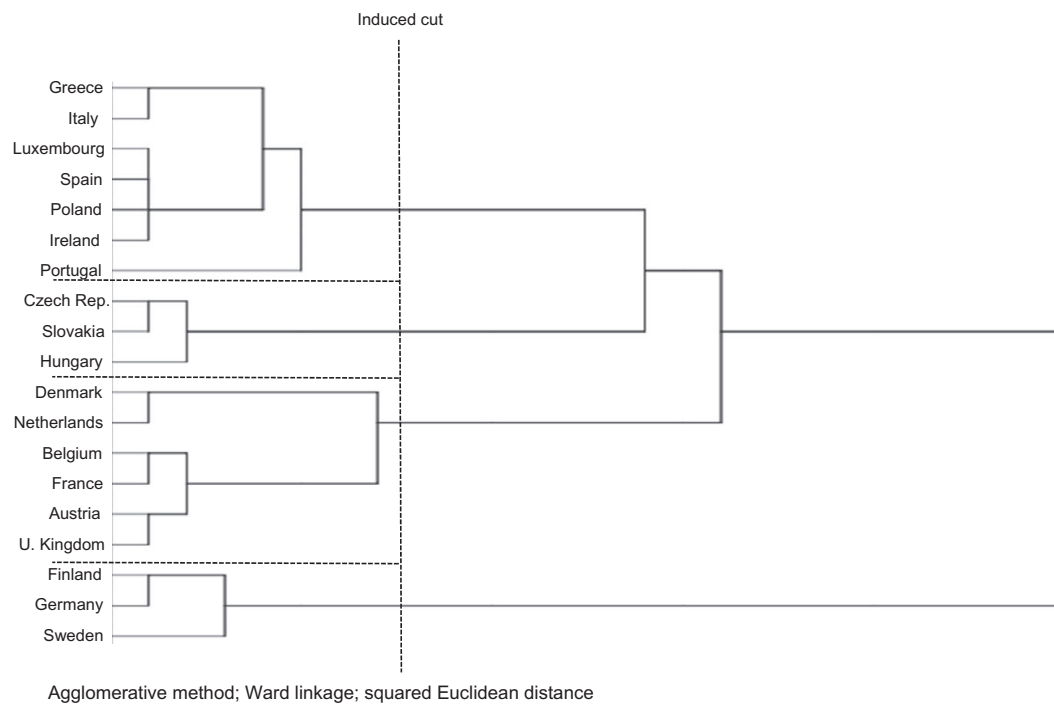 Induced cut
Greece
Italy
Luxembourg
Spain
Poland
Ireland
Portugal
Czech Rep.
Slovakia
Hungary
Denmark
Netherlands
Belgium
France
Austria
U. Kingdom
Finland
Germany
Sweden
Agglomerative method; Ward linkage; squared Euclidean distance